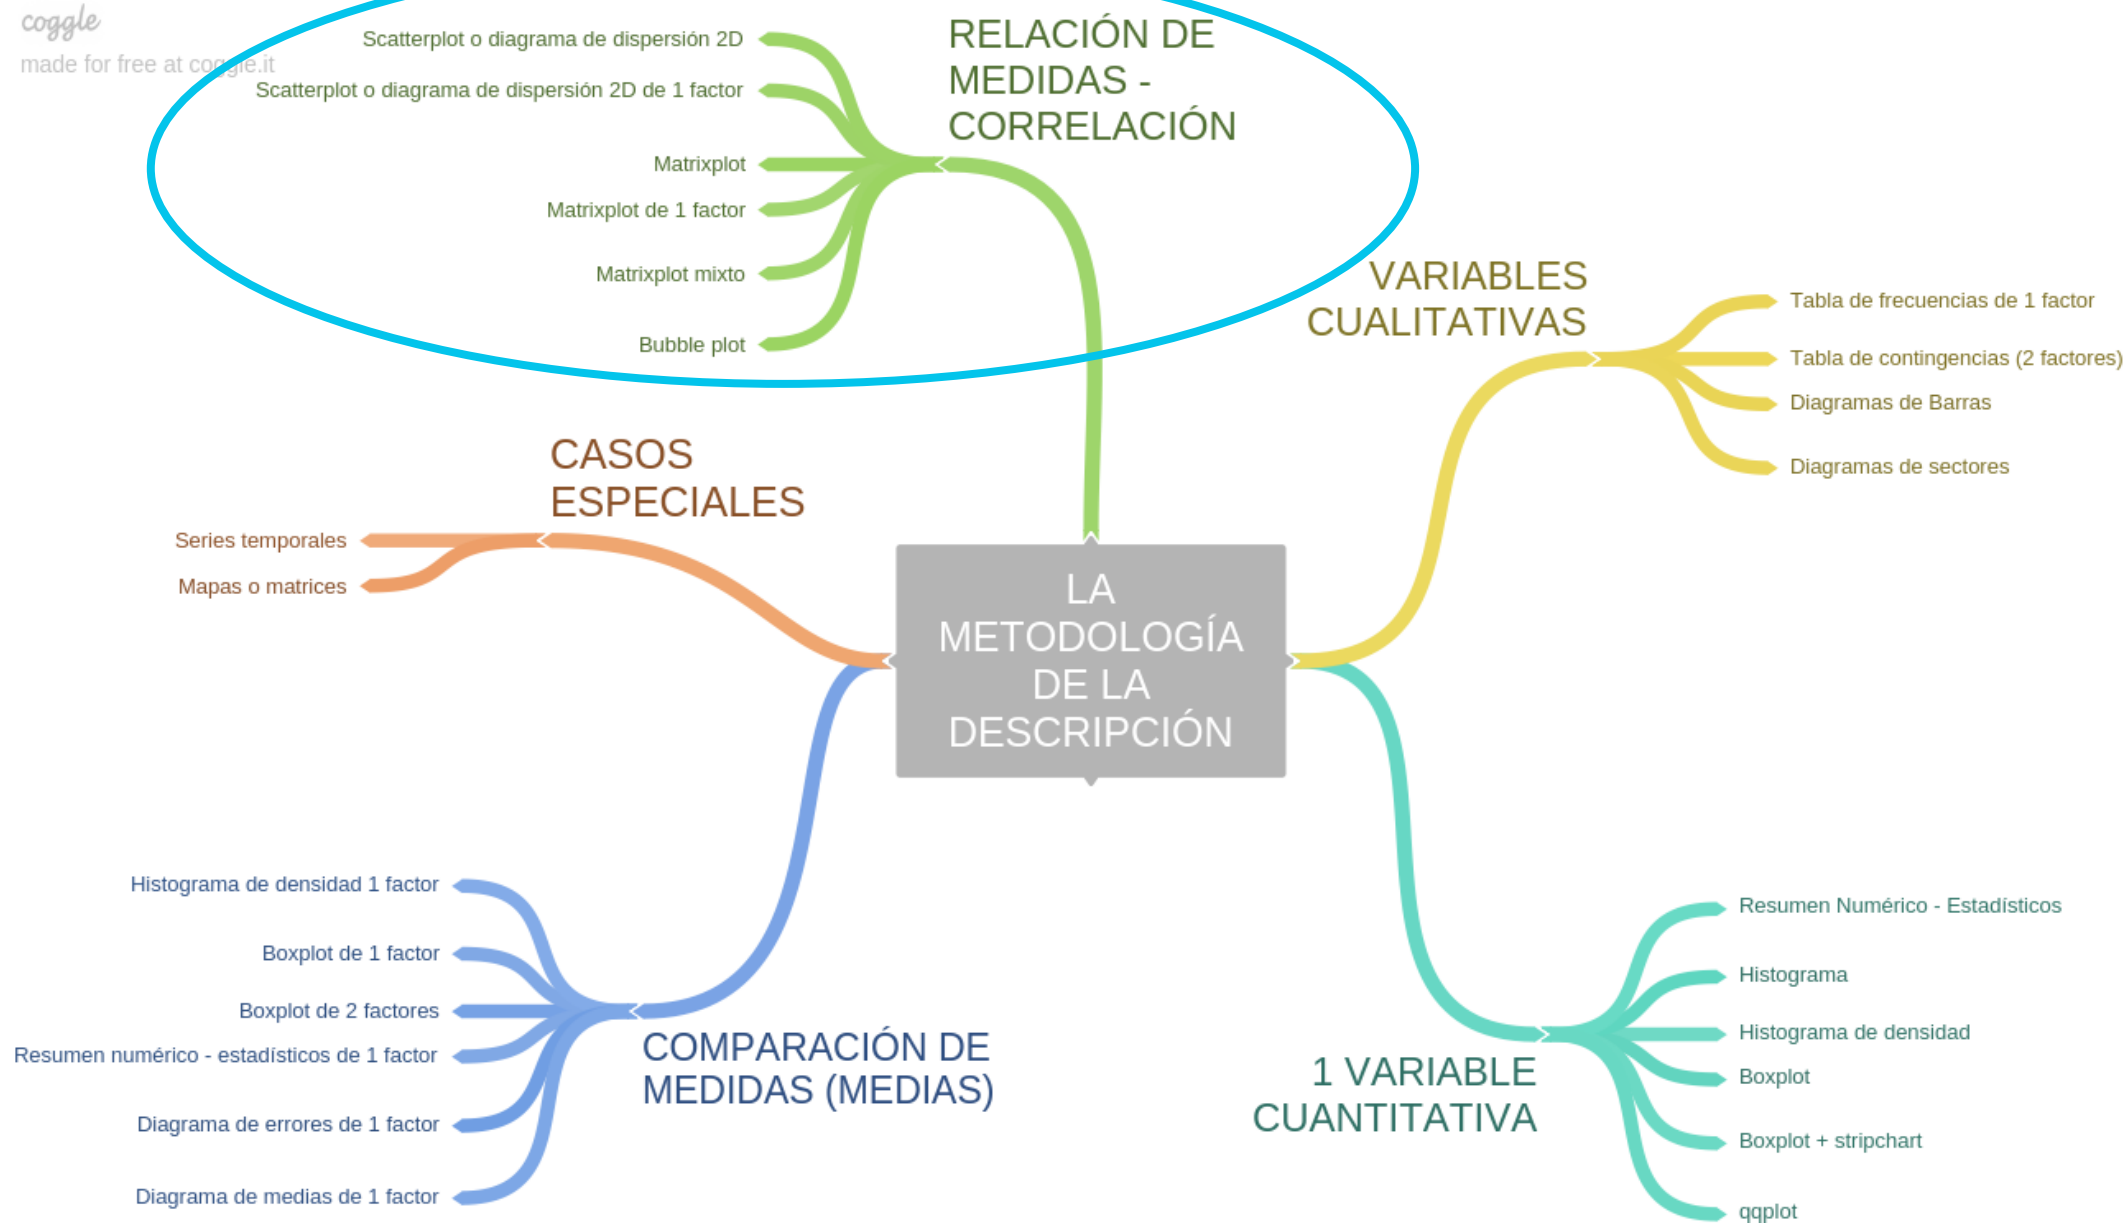 coggle
made for free at coggle.it
RELACIÓN DE
MEDIDAS -
CORRELACIÓN
Scatterplot o diagrama de dispersión 2D
Scatterplot o diagrama de dispersión 2D de 1 factor
Matrixplot
Matrixplot de 1 factor
Matrixplot mixto
Bubble plot
VARIABLES
CUALITATIVAS
Tabla de frecuencias de 1 factor
Tabla de contingencias (2 factores)
Diagramas de Barras
Diagramas de sectores
CASOS
ESPECIALES
Series temporales
Mapas o matrices
LA
METODOLOGÍA
DE LA
DESCRIPCIÓN
Histograma de densidad 1 factor
Boxplot de 1 factor
Boxplot de 2 factores
Resumen numérico - estadísticos de 1 factor
Diagrama de errores de 1 factor
Diagrama de medias de 1 factor
COMPARACIÓN DE
MEDIDAS (MEDIAS)
1 VARIABLE
CUANTITATIVA
Resumen Numérico - Estadísticos
Histograma
Histograma de densidad
Boxplot
Boxplot + stripchart
qqplot